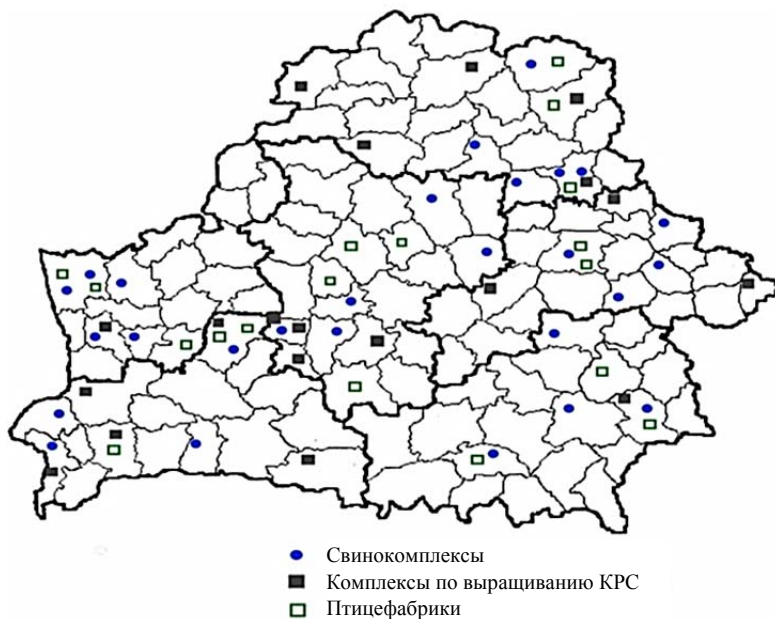 Свинокомплексы
Комплексы по выращиванию КРС
Птицефабрики